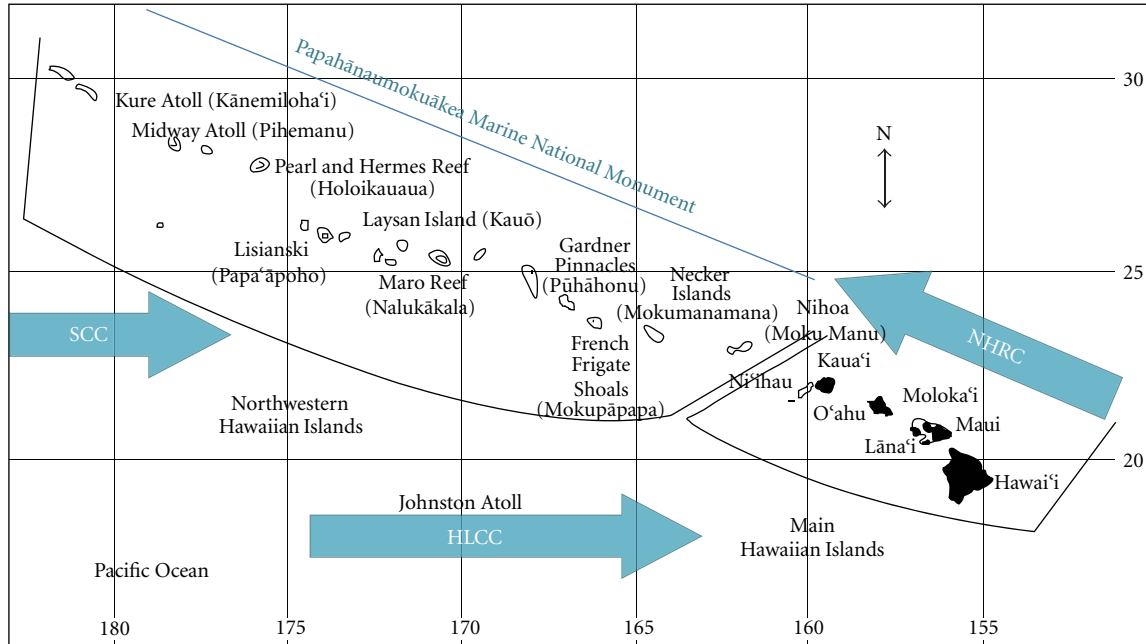 Papahānaumokuākea Marine National Monument
30
Kure Atoll (Kānemilohaʻi)
Midway Atoll (Pihemanu)
N
Pearl and Hermes Reef
(Holoikauaua)
Laysan Island (Kauō)
Lisianski
(Papaʻāpoho)
Maro Reef
(Nalukākala)
Gardner
Pinnacles
(Pūhāhonu)
Necker
Islands
(Mokumanamana)
25
Nihoa
(Moku Manu)
SCC
NHRC
French
Frigate
Shoals
(Mokupāpapa)
Niʻihau
Kauaʻi
Oʻahu
Molokaʻi
Maui
Lānaʻi
Hawaiʻi
Northwestern
Hawaiian Islands
20
Johnston Atoll
HLCC
Main
Hawaiian Islands
Pacific Ocean
180
175
170
165
160
155